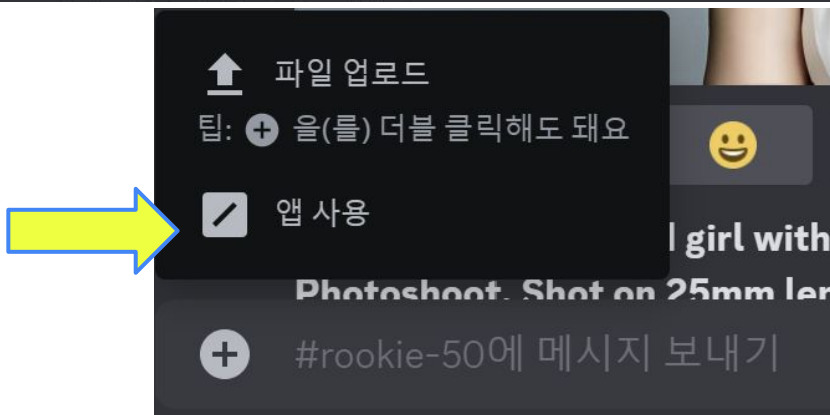 파일 업로드
팁: 을(를) 더블 클릭해도 돼요
앱 사용
girl with
Photoshoot. Shot on 25mm
#rookie-50에 메시지 보내기